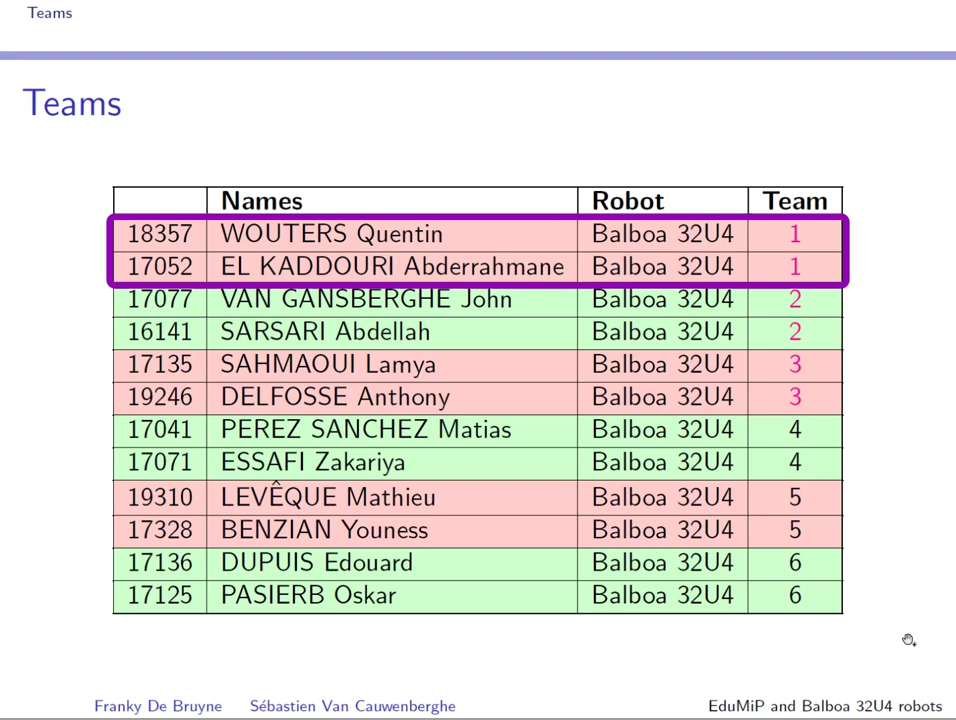 Teams
Teams
Names Robot Team
18357 WOUTERS Quentin Balboa 32U4 1
17052 EL KADDOURI Abderrahmane Balboa 32U4 1
17077 VAN GANSBERGHE John Balboa 32U4 2
16141 SARSARI Abdellah Balboa 32U4 2
17135 SAHMAOUI Lamya Balboa 32U4 3
19246 DELFOSSE Anthony Balboa 32U4 3
17041 PEREZ SANCHEZ Matias Balboa 32U4 4
17071 ESSAFI Zakariya Balboa 32U4 4
19310 LEVÊQUE Mathieu Balboa 32U4 5
17328 BENZIAN Youness Balboa 32U4 5
17136 DUPUIS Edouard Balboa 32U4 6
17125 PASIERB Oskar Balboa 32U4 6
Franky De Bruyne Sébastien Van Cauwenberghe EduMiP and Balboa 32U4 robots